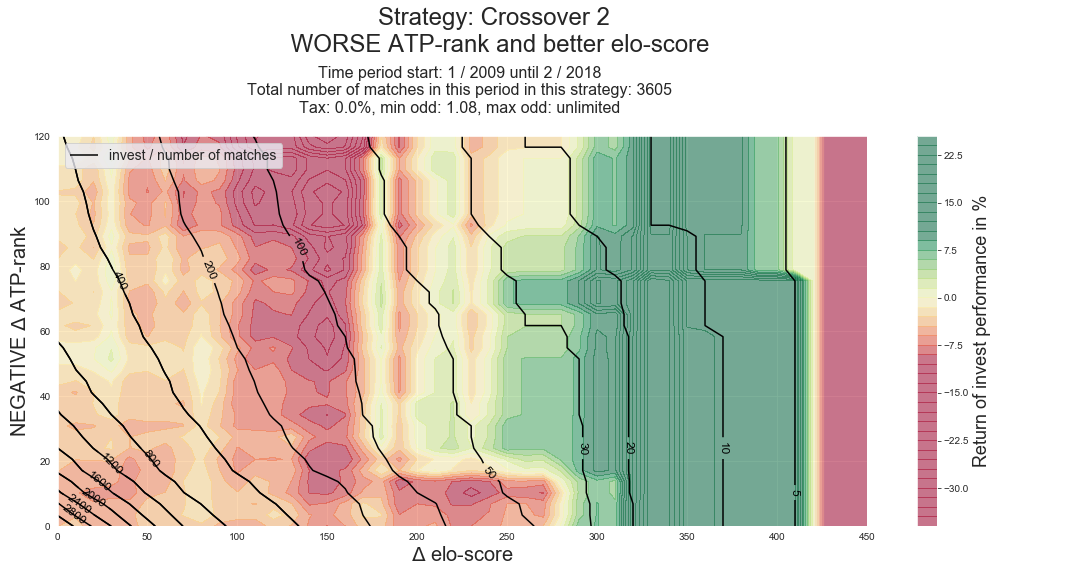 Strategy: Crossover 2
WORSE ATP-rank and better elo-score
Time period start: 1 / 2009 until 2 / 2018
Total number of matches in this period in this strategy: 3605
Tax: 0.0%, min odd: 1.08, max odd: unlimited
invest / number of matches
NEGATIVE Δ ATP-rank
120
100
80
60
40
20
0
0 50 100 150 200 250 300 350 400 450
Δ elo-score
400
200
100
50
30
20
10
5
800
1200
1600
2000
2400
2800
22.5
15.0
7.5
0.0
−7.5
−15.0
−22.5
−30.0
Return of invest performance in %